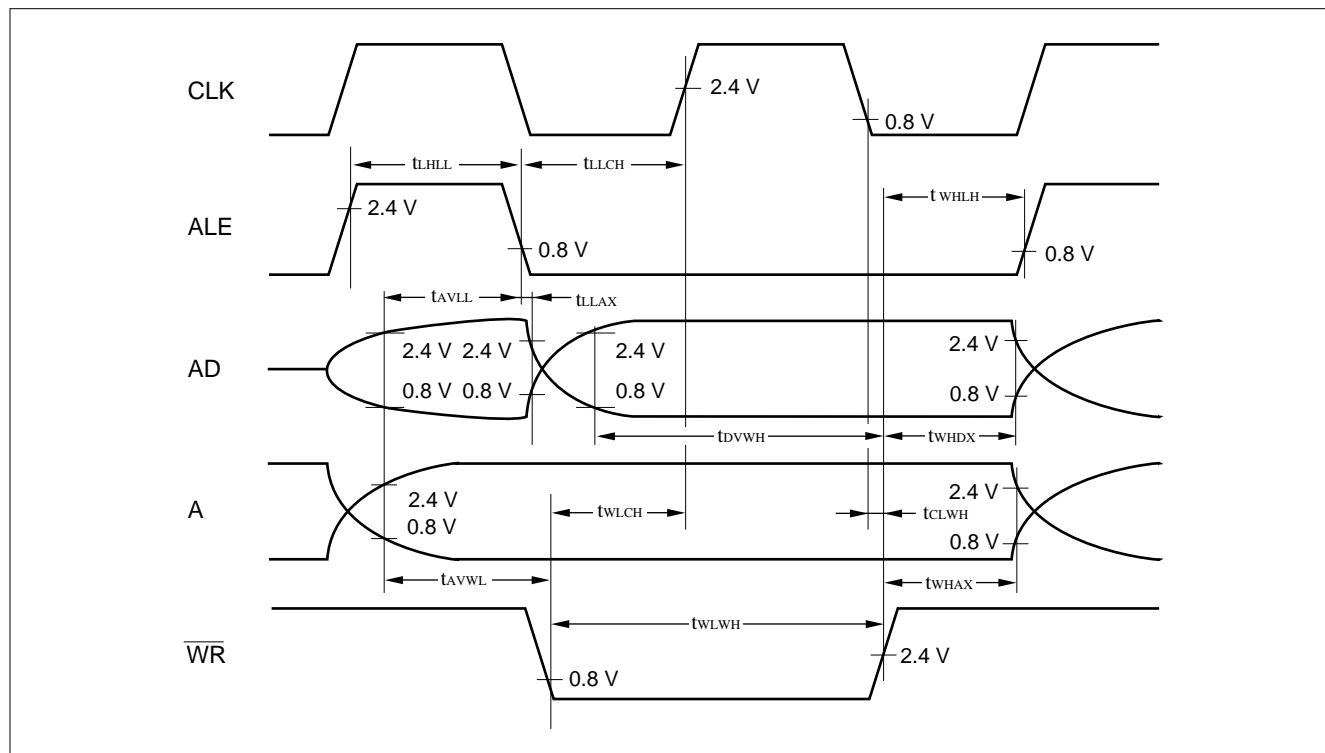 CLK
2.4 V
0.8 V
tLHLL
tLLCH
tWHLH
ALE
2.4 V
0.8 V
0.8 V
tAVLL
tLLAX
AD
2.4 V 2.4 V
2.4 V
2.4 V
0.8 V 0.8 V
0.8 V
0.8 V
tDVWH
tWHDX
A
2.4 V
0.8 V
tWLCH
2.4 V
tCLWH
0.8 V
tAVWL
tWHAX
WR
tWLWH
0.8 V
2.4 V